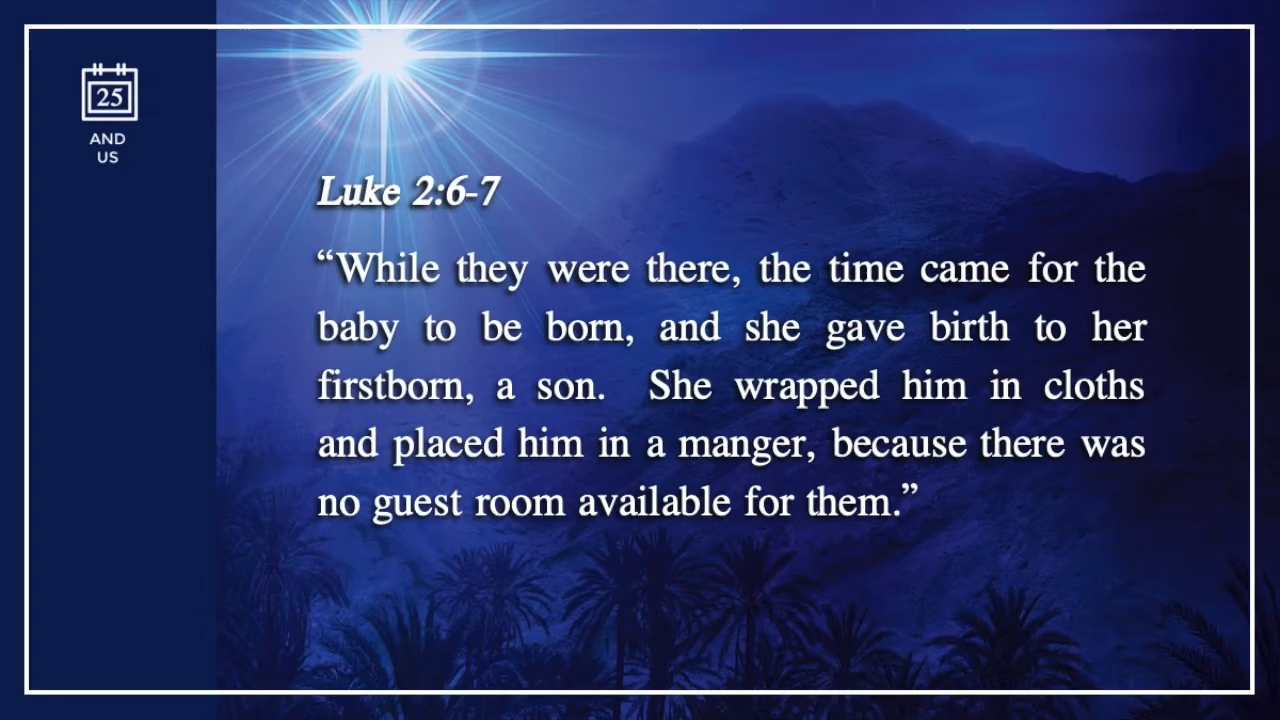 25
AND
US
Luke 2:6-7
“While they were there, the time came for the
baby to be born, and she gave birth to her
firstborn, a son.  She wrapped him in cloths
and placed him in a manger, because there was
no guest room available for them.”